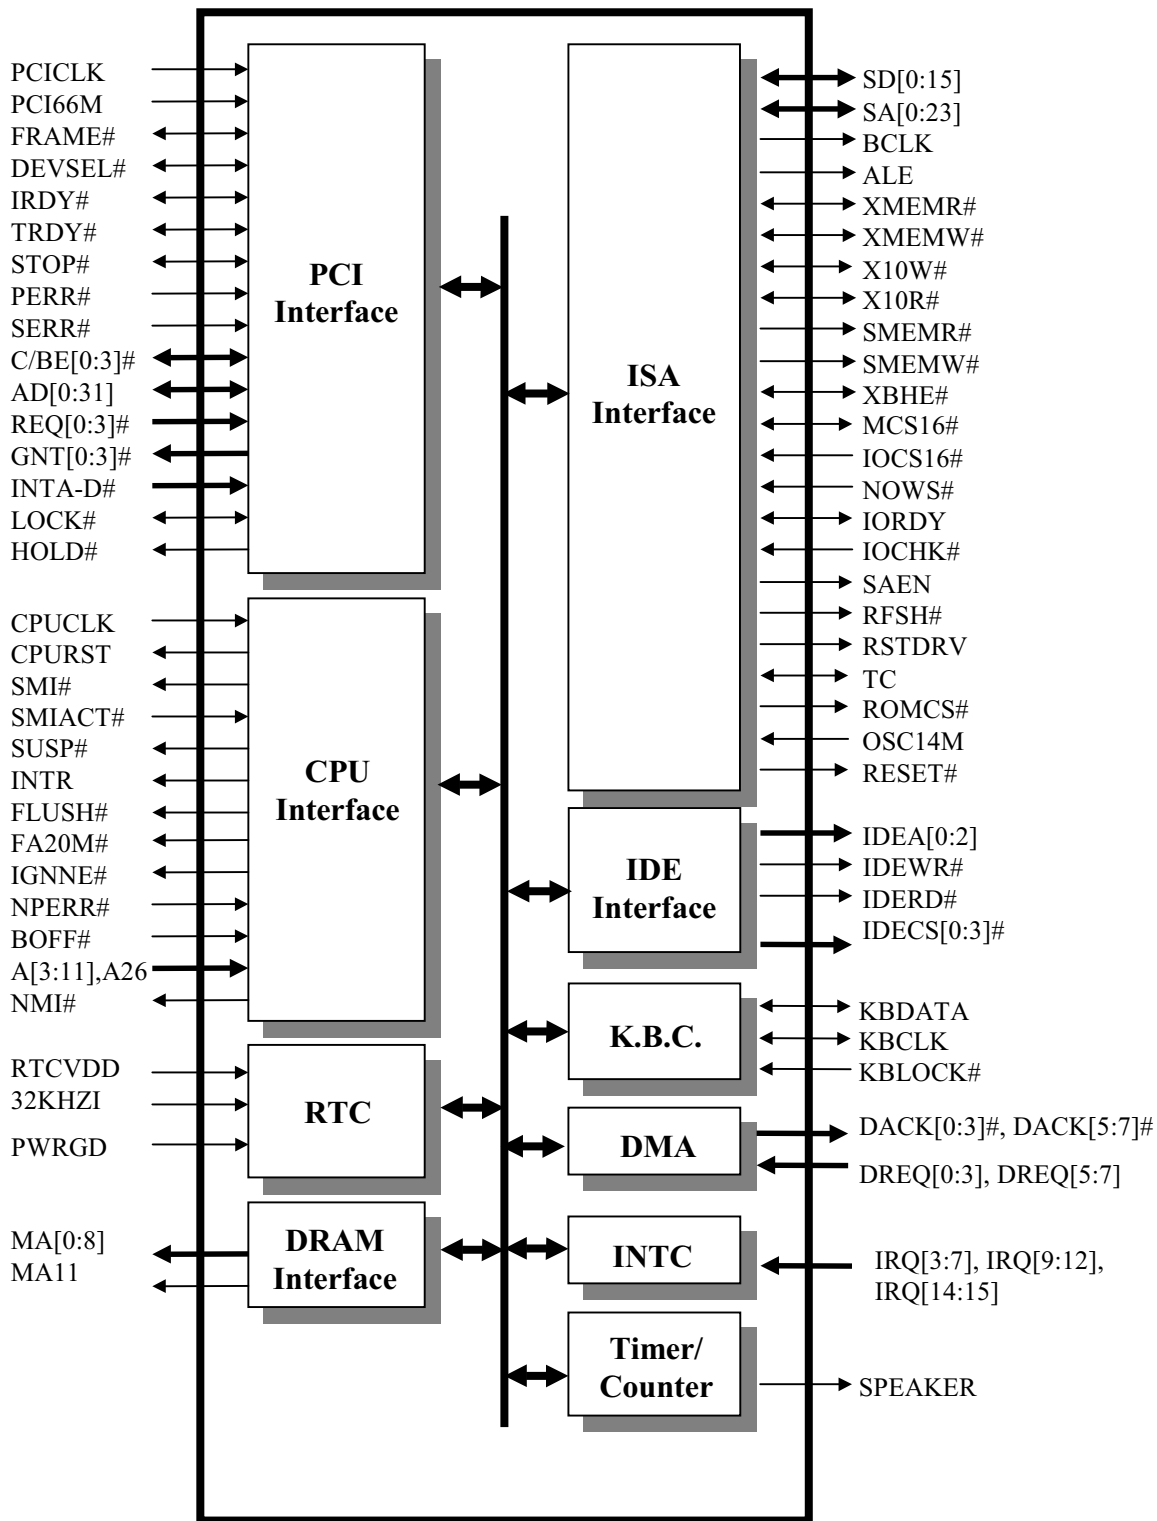 PCICLK
PCI66M
FRAME#
DEVSEL#
IRDY#
TRDY#
STOP#
PERR#
SERR#
C/BE[0:3]#
AD[0:31]
REQ[0:3]#
GNT[0:3]#
INTA-D#
LOCK#
HOLD#
PCI
Interface
CPUCLK
CPURST
SMI#
SMIACT#
SUSP#
INTR
FLUSH#
FA20M#
IGNNE#
NPERR#
BOFF#
A[3:11],A26
NMI#
CPU
Interface
RTCVDD
32KHZI
PWRGD
RTC
MA[0:8]
MA11
DRAM
Interface
ISA
Interface
SD[0:15]
SA[0:23]
BCLK
ALE
XMEMR#
XMEMW#
X10W#
X10R#
SMEMR#
SMEMW#
XBHE#
MCS16#
IOCS16#
NOWS#
IORDY
IOCHK#
SAEN
RFSH#
RSTDRV
TC
ROMCS#
OSC14M
RESET#
IDE
Interface
IDEA[0:2]
IDEWR#
IDERD#
IDECS[0:3]#
K.B.C.
KBDATA
KBCLK
KBLOCK#
DMA
DACK[0:3]#, DACK[5:7]#
DREQ[0:3], DREQ[5:7]
INTC
IRQ[3:7], IRQ[9:12],
IRQ[14:15]
Timer/
Counter
SPEAKER